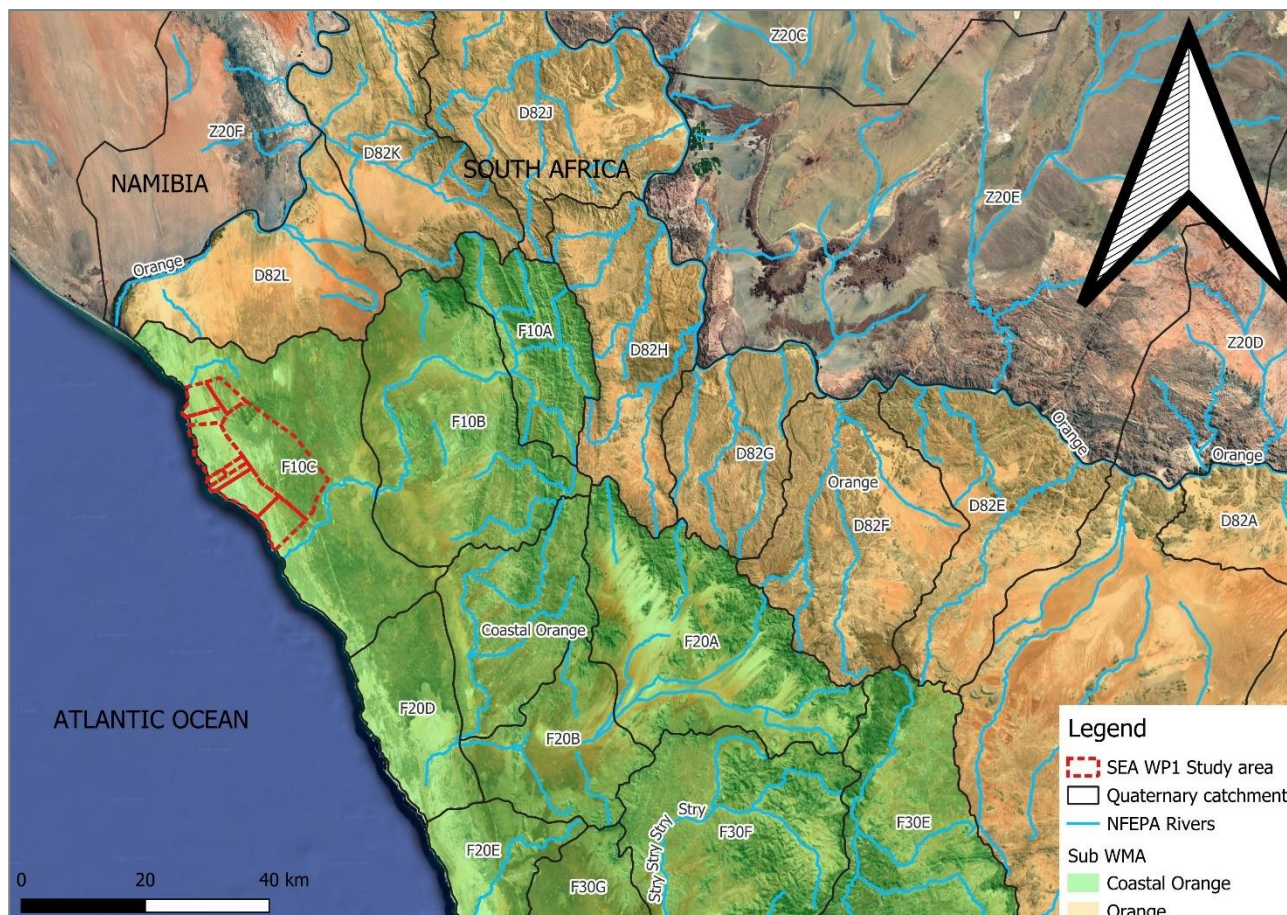 Z20C
D82J
Z20F
D82K
SOUTH AFRICA
NAMIBIA
Z20E
Orange
D82L
F10A
D82H
Z20D
F10B
Orange
F10C
D82G
Orange
Orange
D82E
D82F
D82A
Coastal Orange
F20A
F20D
ATLANTIC OCEAN
F20B
Stry
Stry Stry Stry
F30F
F30E
F20E
F30G
0 20 40 km
Legend
SEA WP1 Study area
Quaternary catchment
NFEPA Rivers
Sub WMA
Coastal Orange
Orange